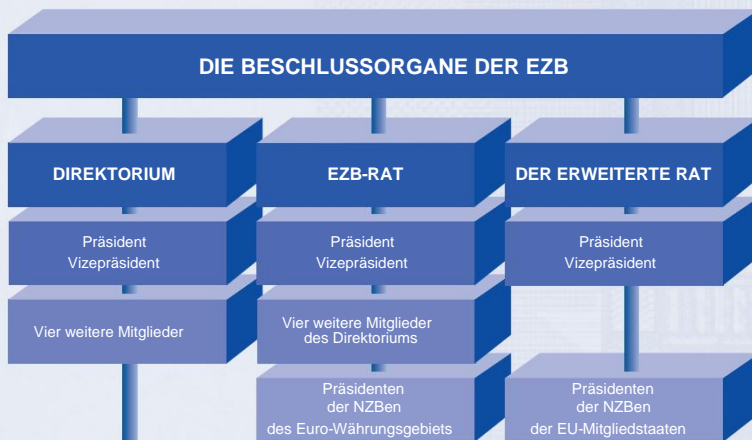 DIE BESCHLUSSORGANE DER EZB
DIREKTORIUM
Präsident
Vizepräsident
Vier weitere Mitglieder
EZB-RAT
Präsident
Vizepräsident
Vier weitere Mitglieder
des Direktoriums
Präsidenten
der NZBen
des Euro-Währungsgebiets
DER ERWEITERTE RAT
Präsident
Vizepräsident
Präsidenten
der NZBen
der EU-Mitgliedstaaten